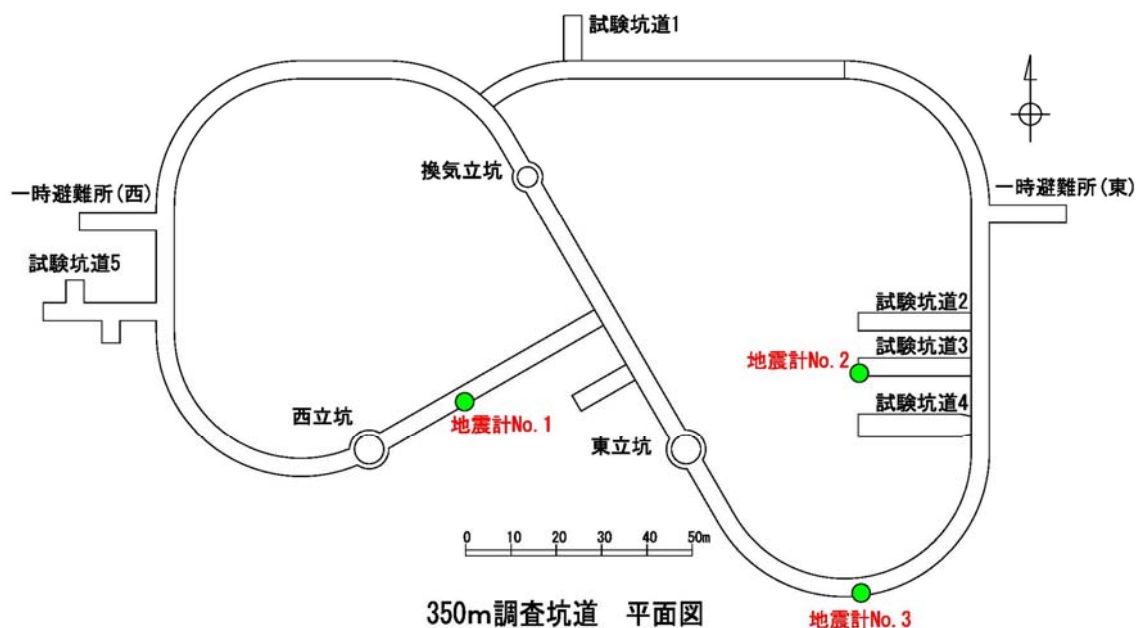 試験坑道1
換気立坑
一時避難所(西)
一時避難所(東)
試験坑道5
試験坑道2
試験坑道3
地震計No.2
試験坑道4
西立坑
地震計No.1
東立坑
0 10 20 30 40 50m
350m調査坑道 平面図
地震計No.3